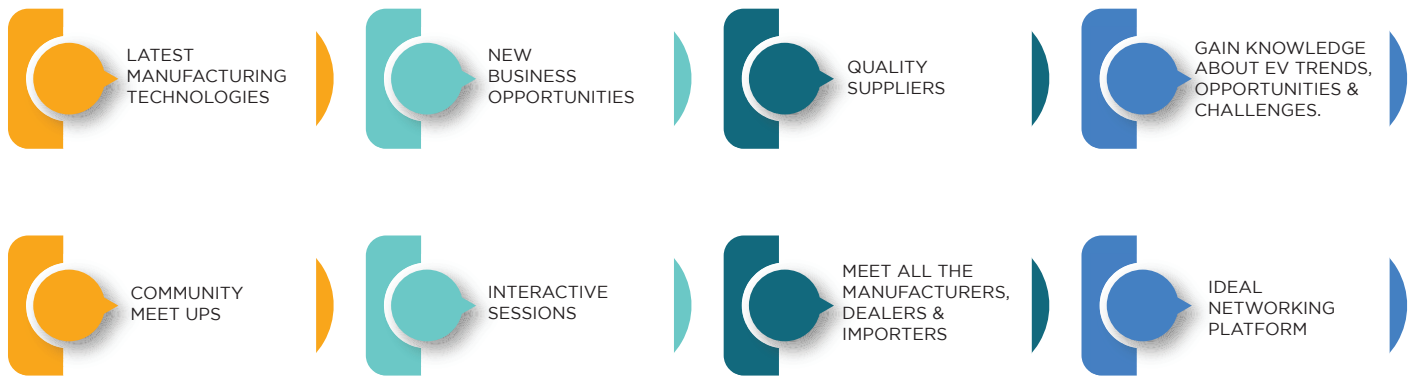 LATEST
MANUFACTURING
TECHNOLOGIES
NEW
BUSINESS
OPPORTUNITIES
QUALITY
SUPPLIERS
GAIN KNOWLEDGE
ABOUT EV TRENDS,
OPPORTUNITIES &
CHALLENGES.
COMMUNITY
MEET UPS
INTERACTIVE
SESSIONS
MEET ALL THE
MANUFACTURERS,
DEALERS &
IMPORTERS
IDEAL
NETWORKING
PLATFORM